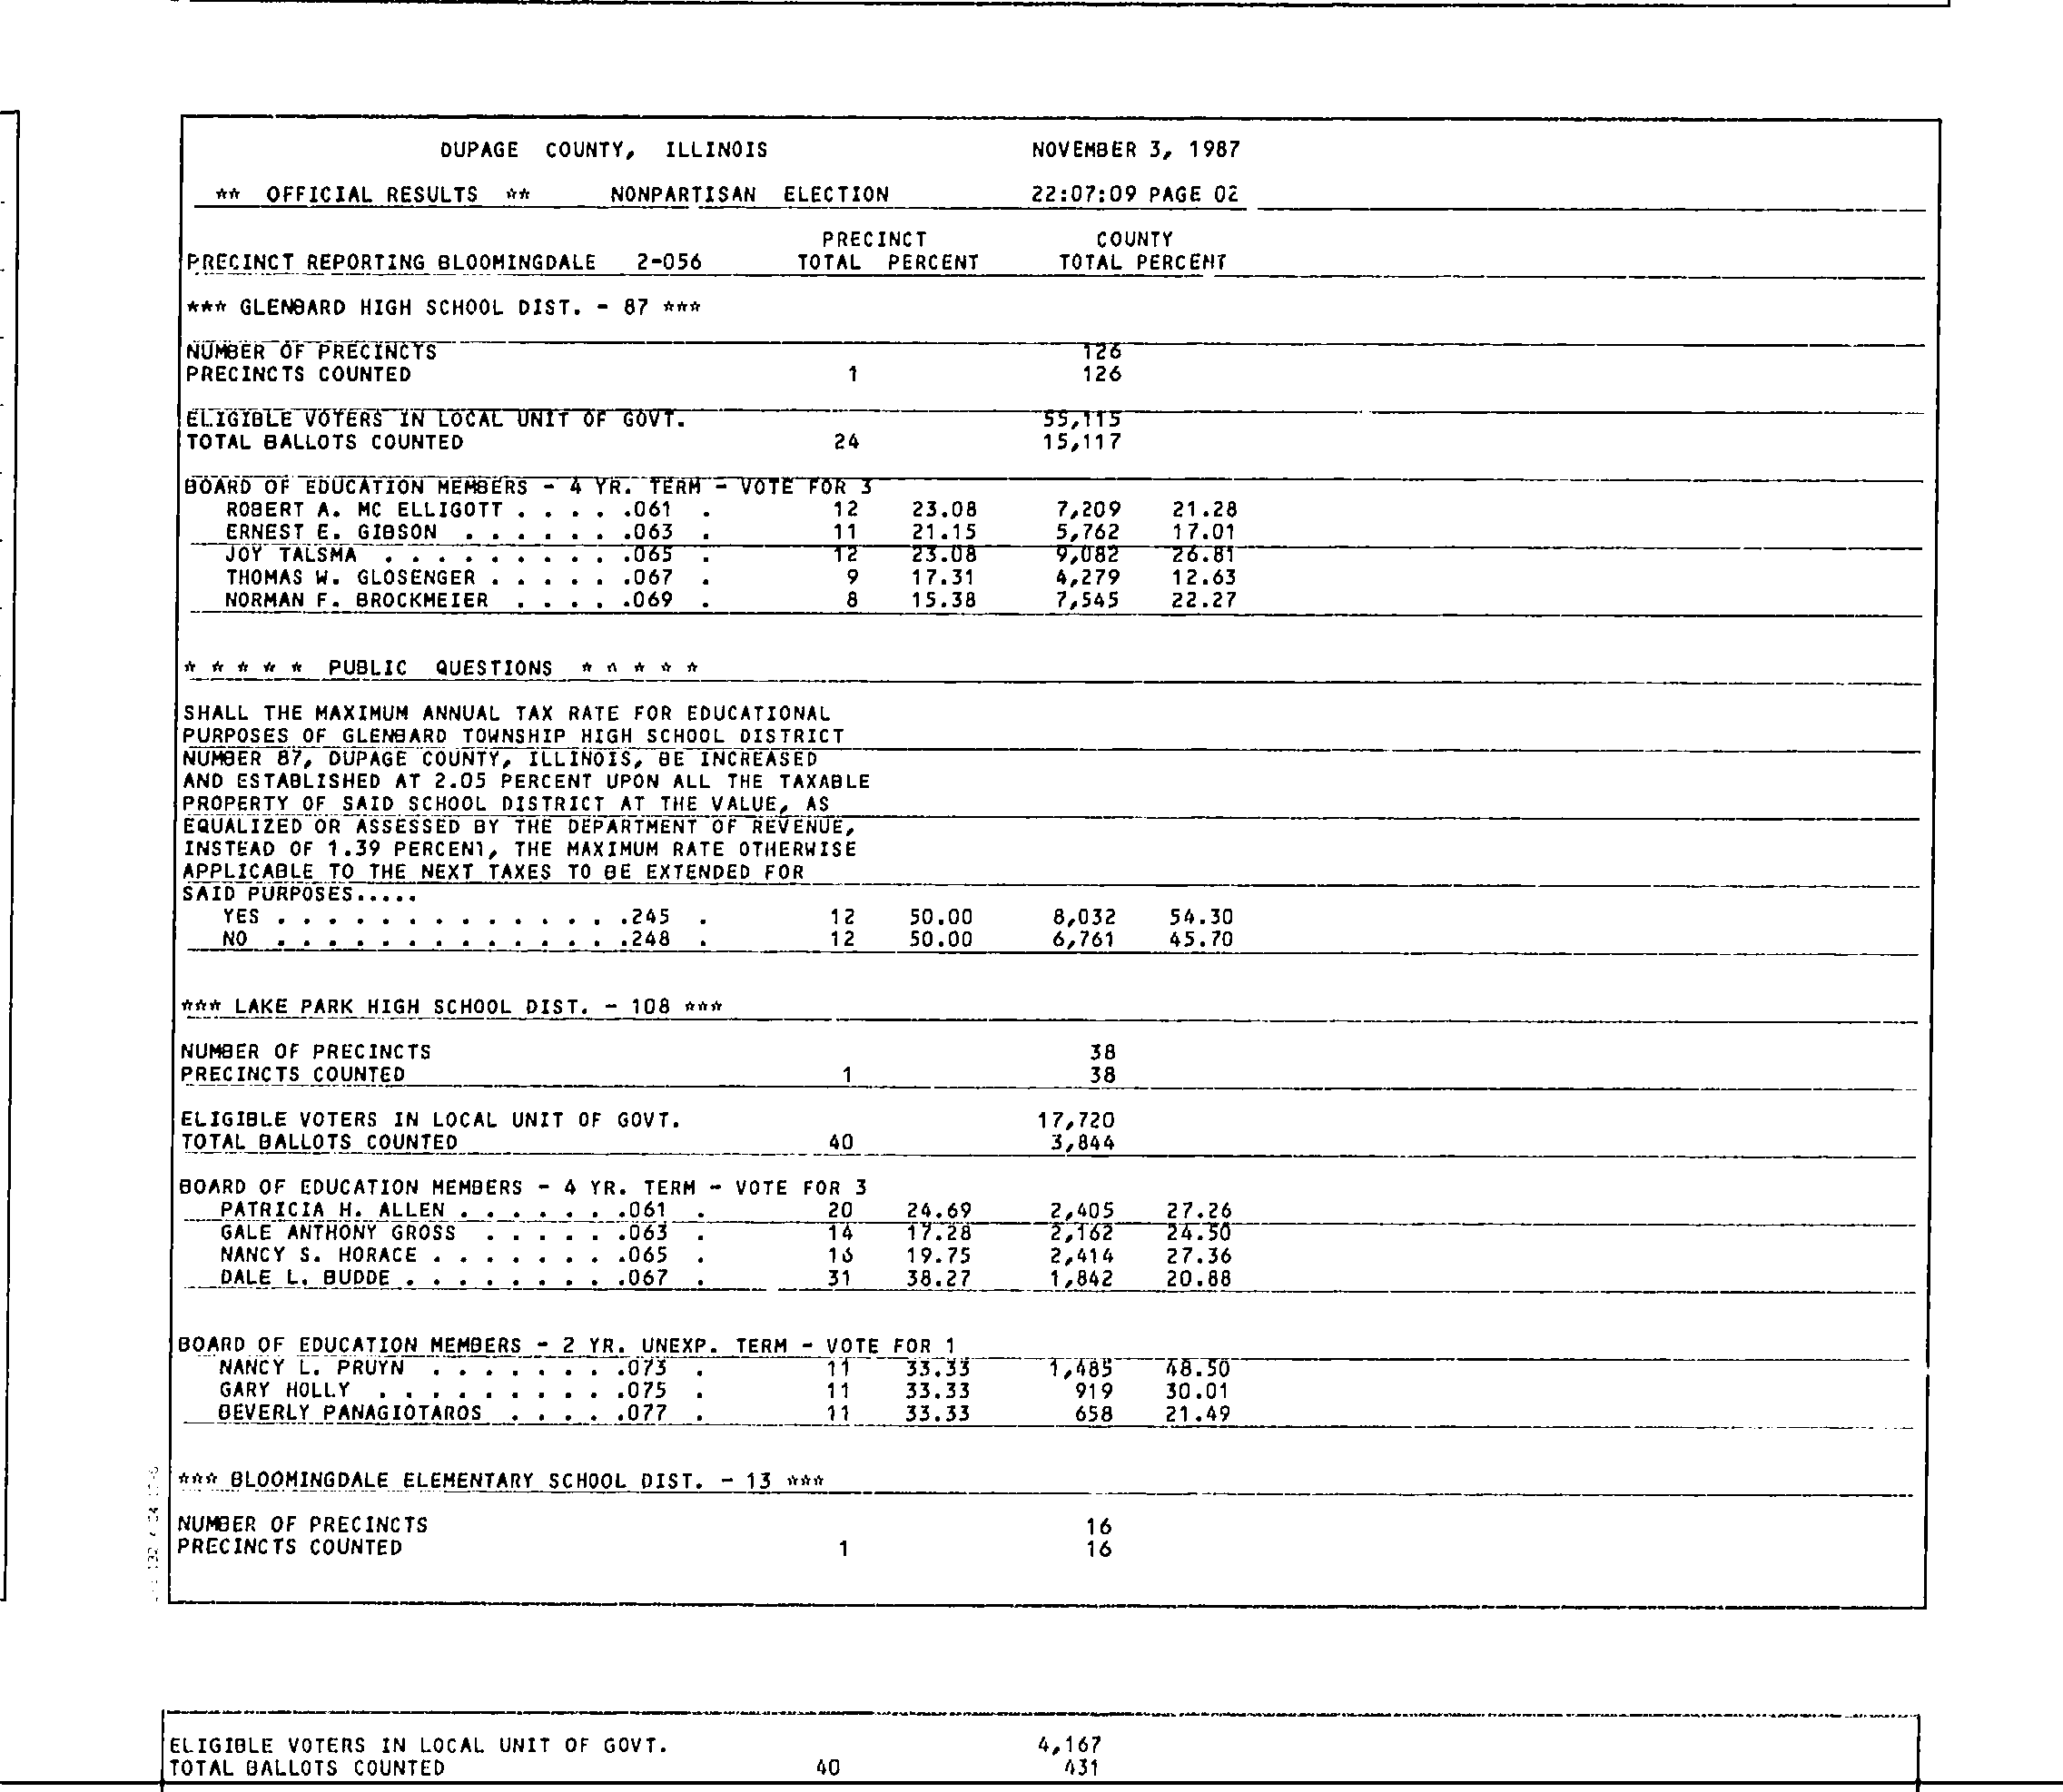 DUPAGE COUNTY, ILLINOIS NOVEMBER 3, 1987
** OFFICIAL RESULTS ** NONPARTISAN ELECTION 22:07:09 PAGE 02
PRECINCT COUNTY
PRECINCT REPORTING BLOOMINGDALE 2-056 TOTAL PERCENT TOTAL PERCENT
*** GLENBARD HIGH SCHOOL DIST. - 87 ***
NUMBER OF PRECINCTS 126
PRECINCTS COUNTED 1 126
ELIGIBLE VOTERS IN LOCAL UNIT OF GOVT. 55,115
TOTAL BALLOTS COUNTED 24 15,117
BOARD OF EDUCATION MEMBERS - 4 YR. TERM - VOTE FOR 3
ROBERT A. MC ELLIGOTT . . . . .061 . 12 23.08 7,209 21.28
ERNEST E. GIBSON . . . . . . .063 . 11 21.15 5,762 17.01
JOY TALSMA . . . . . . . . . .065 . 12 23.08 9,082 26.81
THOMAS W. GLOSENGER . . . . . .067 . 9 17.31 4,279 12.63
NORMAN F. BROCKMEIER . . . . .069 . 8 15.38 7,545 22.27
* * * * * PUBLIC QUESTIONS * * * * *
SHALL THE MAXIMUM ANNUAL TAX RATE FOR EDUCATIONAL
PURPOSES OF GLENBARD TOWNSHIP HIGH SCHOOL DISTRICT
NUMBER 87, DUPAGE COUNTY, ILLINOIS, BE INCREASED
AND ESTABLISHED AT 2.05 PERCENT UPON ALL THE TAXABLE
PROPERTY OF SAID SCHOOL DISTRICT AT THE VALUE, AS
EQUALIZED OR ASSESSED BY THE DEPARTMENT OF REVENUE,
INSTEAD OF 1.39 PERCENT, THE MAXIMUM RATE OTHERWISE
APPLICABLE TO THE NEXT TAXES TO BE EXTENDED FOR
SAID PURPOSES.....
YES . . . . . . . . . . . . . .245 . 12 50.00 8,032 54.30
NO . . . . . . . . . . . . . .248 . 12 50.00 6,761 45.70
*** LAKE PARK HIGH SCHOOL DIST. - 108 ***
NUMBER OF PRECINCTS 38
PRECINCTS COUNTED 1 38
ELIGIBLE VOTERS IN LOCAL UNIT OF GOVT. 17,720
TOTAL BALLOTS COUNTED 40 3,844
BOARD OF EDUCATION MEMBERS - 4 YR. TERM - VOTE FOR 3
PATRICIA H. ALLEN . . . . . . .061 . 20 24.69 2,405 27.26
GALE ANTHONY GROSS . . . . . .063 . 14 17.28 2,162 24.50
NANCY S. HORACE . . . . . . . .065 . 16 19.75 2,414 27.36
DALE L. BUDDE . . . . . . . . .067 . 31 38.27 1,842 20.88
BOARD OF EDUCATION MEMBERS - 2 YR. UNEXP. TERM - VOTE FOR 1
NANCY L. PRUYN . . . . . . . .073 . 11 33.33 1,485 48.50
GARY HOLLY . . . . . . . . . .075 . 11 33.33 919 30.01
BEVERLY PANAGIOTAROS . . . . .077 . 11 33.33 658 21.49
*** BLOOMINGDALE ELEMENTARY SCHOOL DIST. - 13 ***
NUMBER OF PRECINCTS 16
PRECINCTS COUNTED 1 16
ELIGIBLE VOTERS IN LOCAL UNIT OF GOVT. 4,167
TOTAL BALLOTS COUNTED 40 431